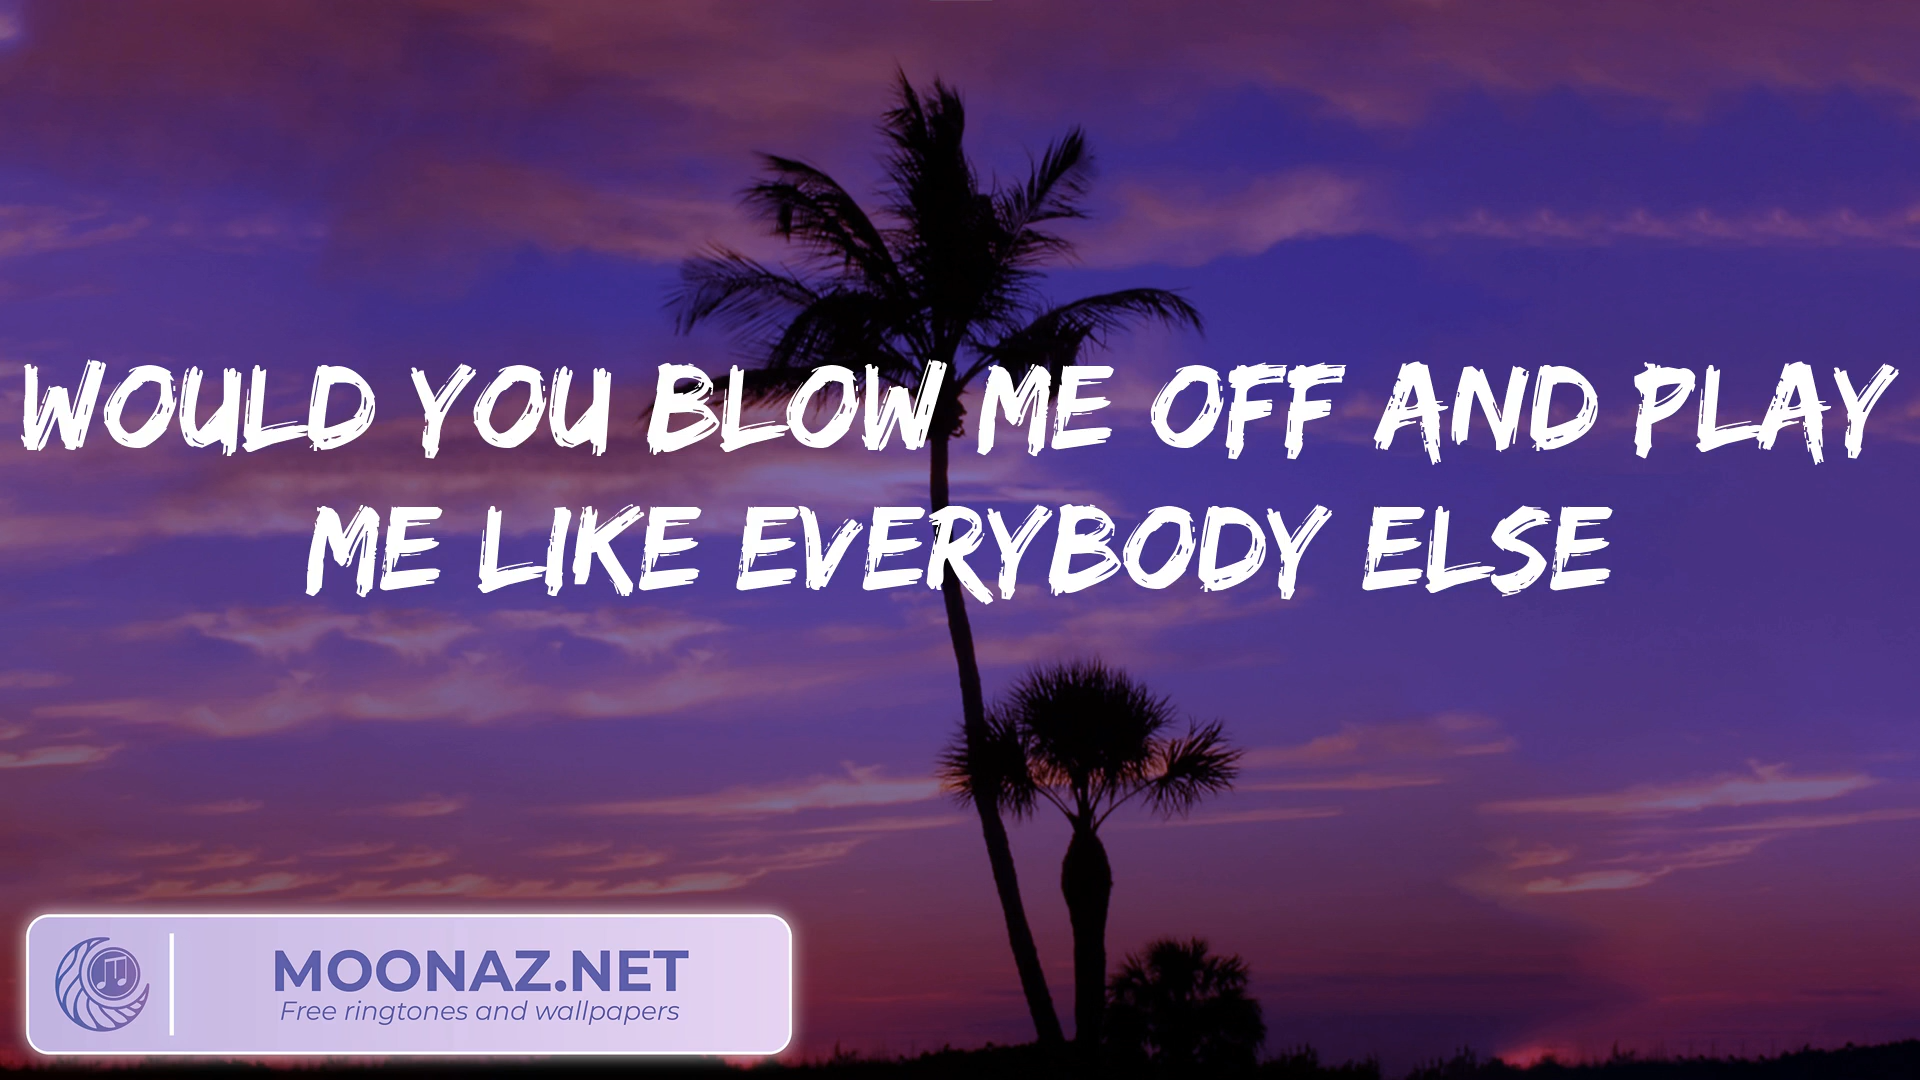 WOULD YOU BLOW ME OFF AND PLAY
ME LIKE EVERYBODY ELSE
MOONAZ.NET
Free ringtones and wallpapers